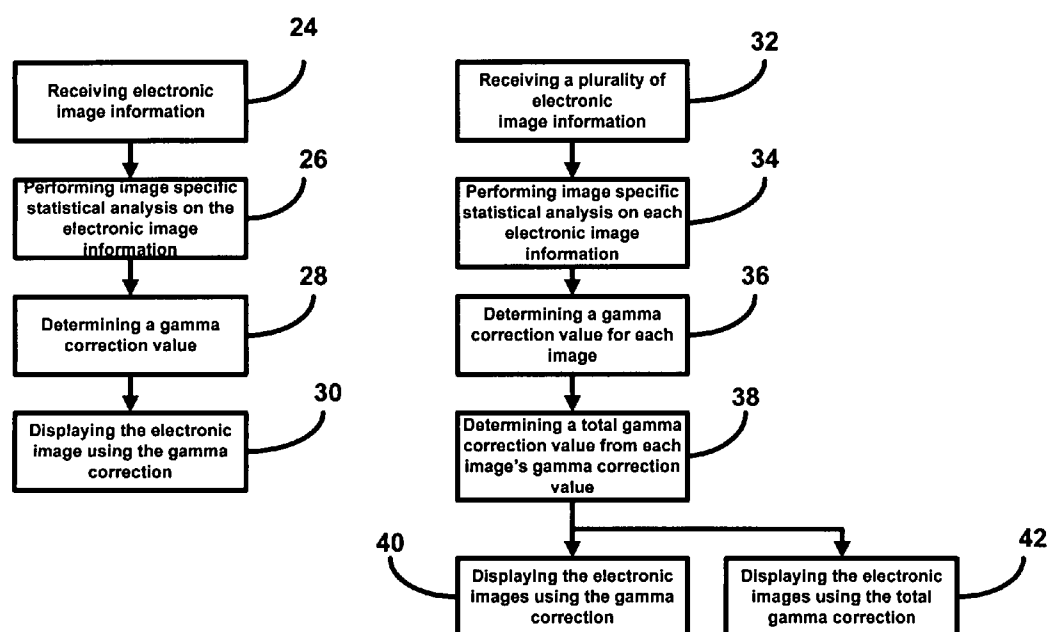 24
Receiving electronic
image information
26
Performing image specific
statistical analysis on the
electronic image
information
28
Determining a gamma
correction value
30
Displaying the electronic
image using the gamma
correction
32
Receiving a plurality of
electronic
image information
34
Performing image specific
statistical analysis on each
electronic image
information
36
Determining a gamma
correction value for each
image
38
Determining a total gamma
correction value from each
image's gamma correction
value
40
Displaying the electronic
images using the gamma
correction
42
Displaying the electronic
images using the total
gamma correction